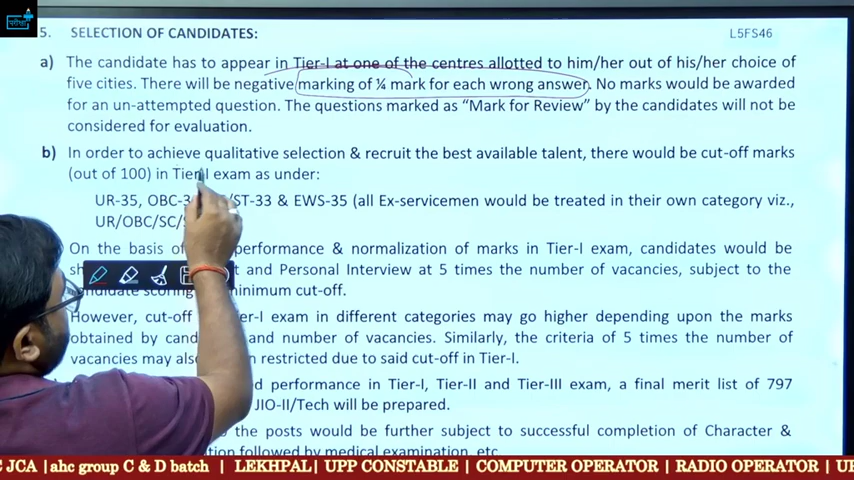 परीक्षा
5. SELECTION OF CANDIDATES:
L5FS46
a) The candidate has to appear in Tier-I at one of the centres allotted to him/her out of his/her choice of
five cities. There will be negative marking of ¼ mark for each wrong answer. No marks would be awarded
for an un-attempted question. The questions marked as “Mark for Review” by the candidates will not be
considered for evaluation.
b) In order to achieve qualitative selection & recruit the best available talent, there would be cut-off marks
(out of 100) in Tier-I exam as under:
UR-35, OBC-3 /ST-33 & EWS-35 (all Ex-servicemen would be treated in their own category viz.,
UR/OBC/SC/
On the basis of performance & normalization of marks in Tier-I exam, candidates would be
and Personal Interview at 5 times the number of vacancies, subject to the
candidate scoring minimum cut-off.
However, cut-off exam in different categories may go higher depending upon the marks
obtained by and number of vacancies. Similarly, the criteria of 5 times the number of
vacancies may restricted due to said cut-off in Tier-I.
performance in Tier-I, Tier-II and Tier-III exam, a final merit list of 797
JIO-II/Tech will be prepared.
the posts would be further subject to successful completion of Character &
followed by medical examination, etc
JCA | ahc group C & D batch | LEKHPAL| UPP CONSTABLE | COMPUTER OPERATOR | RADIO OPERATOR |